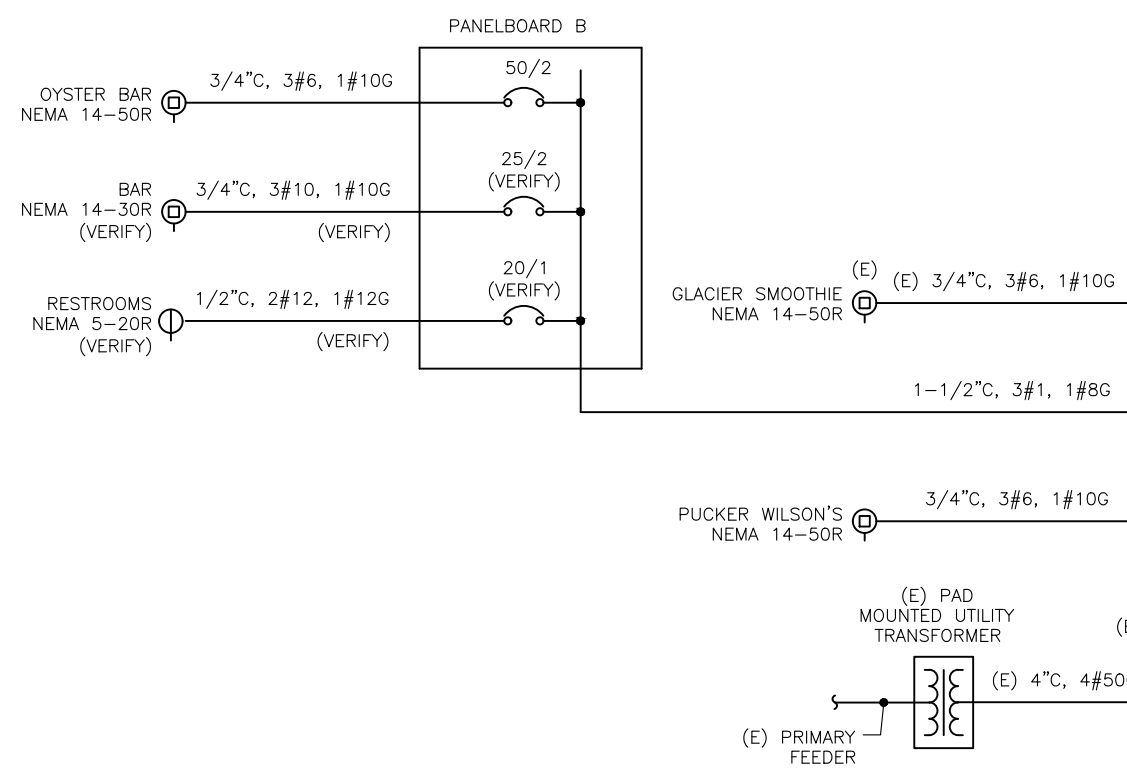 PANELBOARD B
50/2
3/4"C, 3#6, 1#10G
OYSTER BAR
NEMA 14-50R
25/2
(VERIFY)
3/4"C, 3#10, 1#10G
(VERIFY)
BAR
NEMA 14-30R
(VERIFY)
20/1
(VERIFY)
1/2"C, 2#12, 1#12G
(VERIFY)
RESTROOMS
NEMA 5-20R
(VERIFY)
(E)
(E) 3/4"C, 3#6, 1#10G
GLACIER SMOOTHIE
NEMA 14-50R
1-1/2"C, 3#1, 1#8G
3/4"C, 3#6, 1#10G
PUCKER WILSON'S
NEMA 14-50R
(E) PAD
MOUNTED UTILITY
TRANSFORMER
(E) 4"C, 4#50
(E) PRIMARY
FEEDER